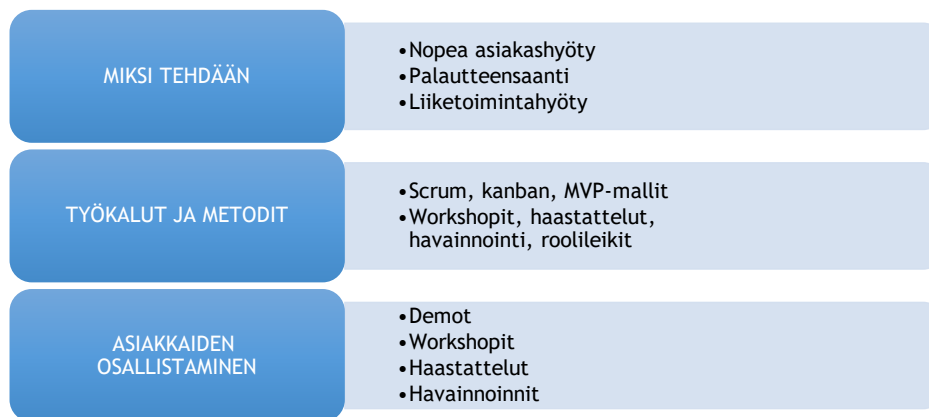 MIKSI TEHDÄÄN
•Nopea asiakashyöty
•Palautteensaanti
•Liiketoimintahyöty
TYÖKALUT JA METODIT
•Scrum, kanban, MVP-mallit
•Workshopit, haastattelut,
havainnointi, roolileikit
ASIAKKAIDEN
OSALLISTAMINEN
•Demot
•Workshopit
•Haastattelut
•Havainnoinnit